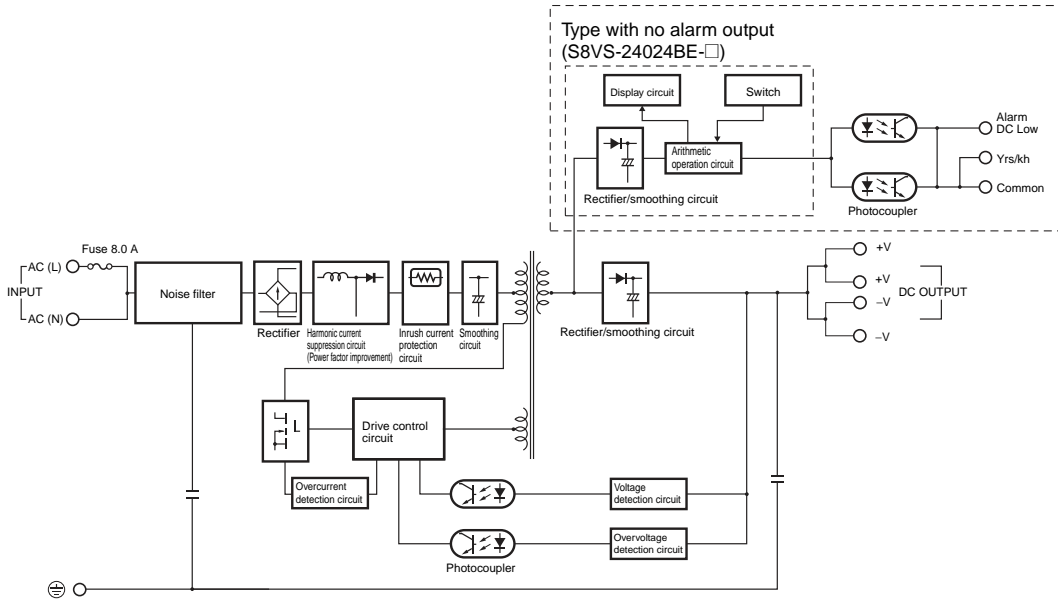 Type with no alarm output
(S8VS-24024BE-□)
Display circuit
Switch
Arithmetic
operation circuit
Rectifier/smoothing circuit
Alarm
DC Low
Yrs/kh
Common
Photocoupler
Fuse 8.0 A
AC (L)
INPUT
AC (N)
Noise filter
Rectifier
Harmonic current
suppression circuit
(Power factor improvement)
Inrush current
protection
circuit
Smoothing
circuit
Rectifier/smoothing circuit
+V
+V
DC OUTPUT
–V
–V
Drive control
circuit
Overcurrent
detection circuit
Voltage
detection circuit
Overvoltage
detection circuit
Photocoupler